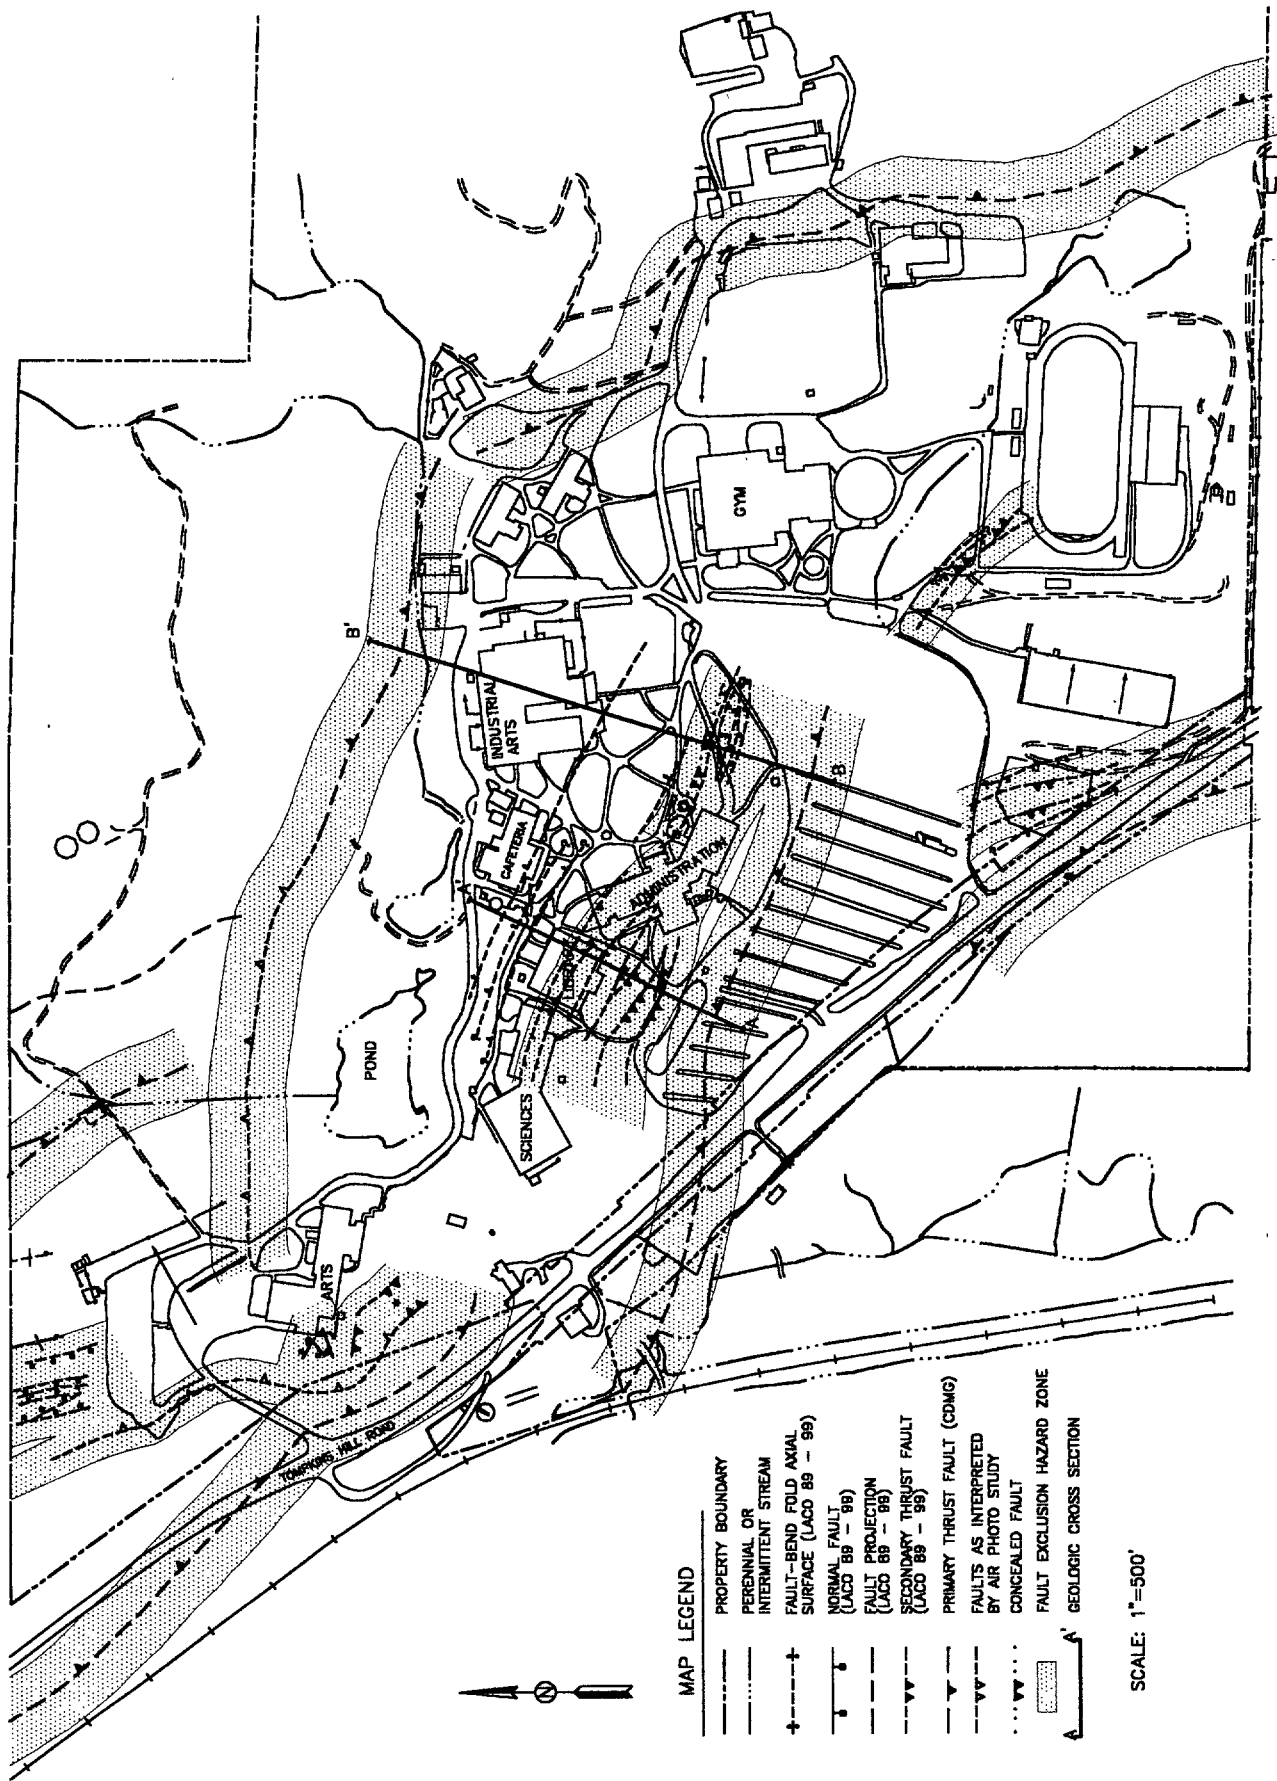 B'
INDUSTRIAL
ARTS
GYM
CAFETERIA
ADMINISTRATION
B
A
SCIENCES
POND
ARTS
TOMPKINS HILL ROAD
N
MAP LEGEND
PROPERTY BOUNDARY
PERENNIAL OR
INTERMITTENT STREAM
FAULT-BEND FOLD AXIAL
SURFACE (LACO 89 - 99)
NORMAL FAULT
(LACO 89 - 99)
FAULT PROJECTION
(LACO 89 - 99)
SECONDARY THRUST FAULT
(LACO 89 - 99)
PRIMARY THRUST FAULT (CDMG)
FAULTS AS INTERPRETED
BY AIR PHOTO STUDY
CONCEALED FAULT
FAULT EXCLUSION HAZARD ZONE
A A' GEOLOGIC CROSS SECTION
SCALE: 1"=500'